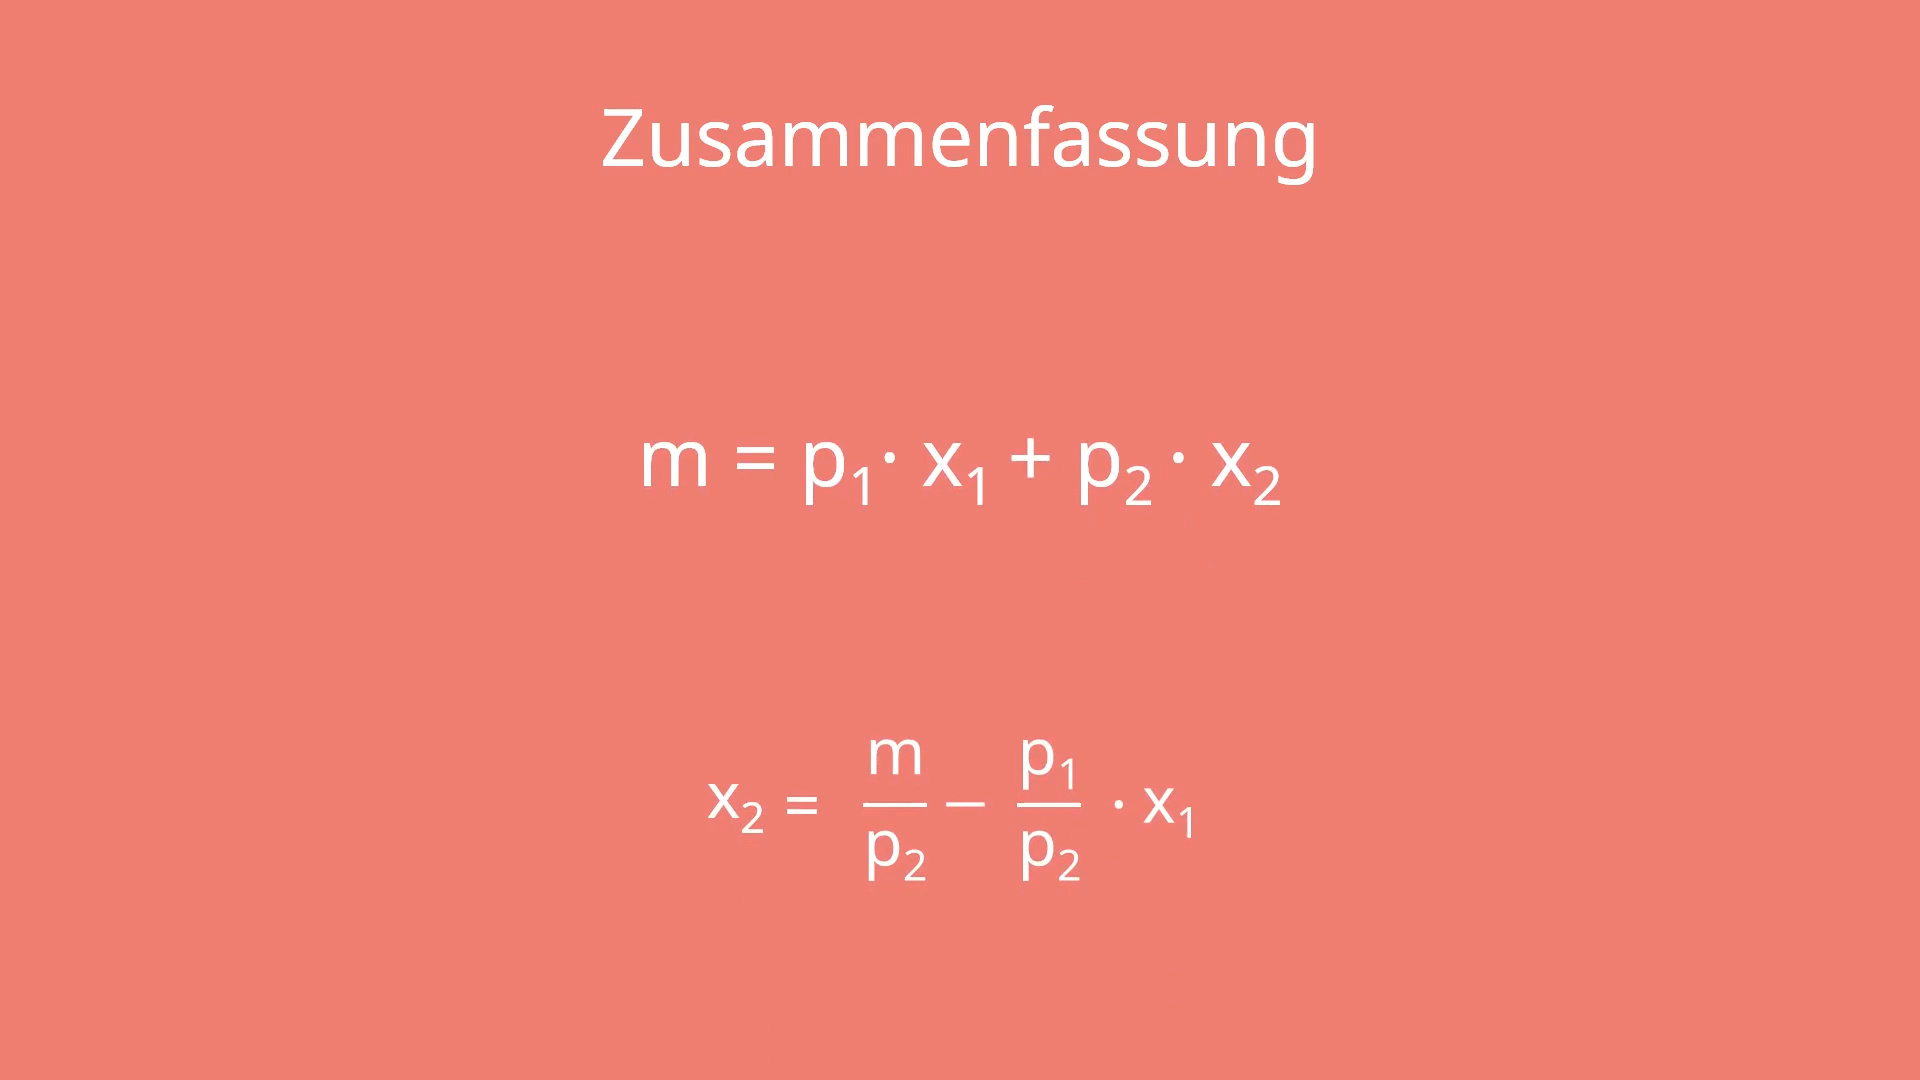 Zusammenfassung
m = p₁ · x₁ + p₂ · x₂
x₂ = m/p₂ − p₁/p₂ · x₁